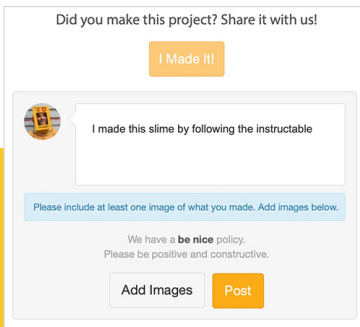 Did you make this project? Share it with us!
I Made It!
I made this slime by following the instructable
Please include at least one image of what you made. Add images below.
We have a be nice policy.
Please be positive and constructive.
Add Images
Post